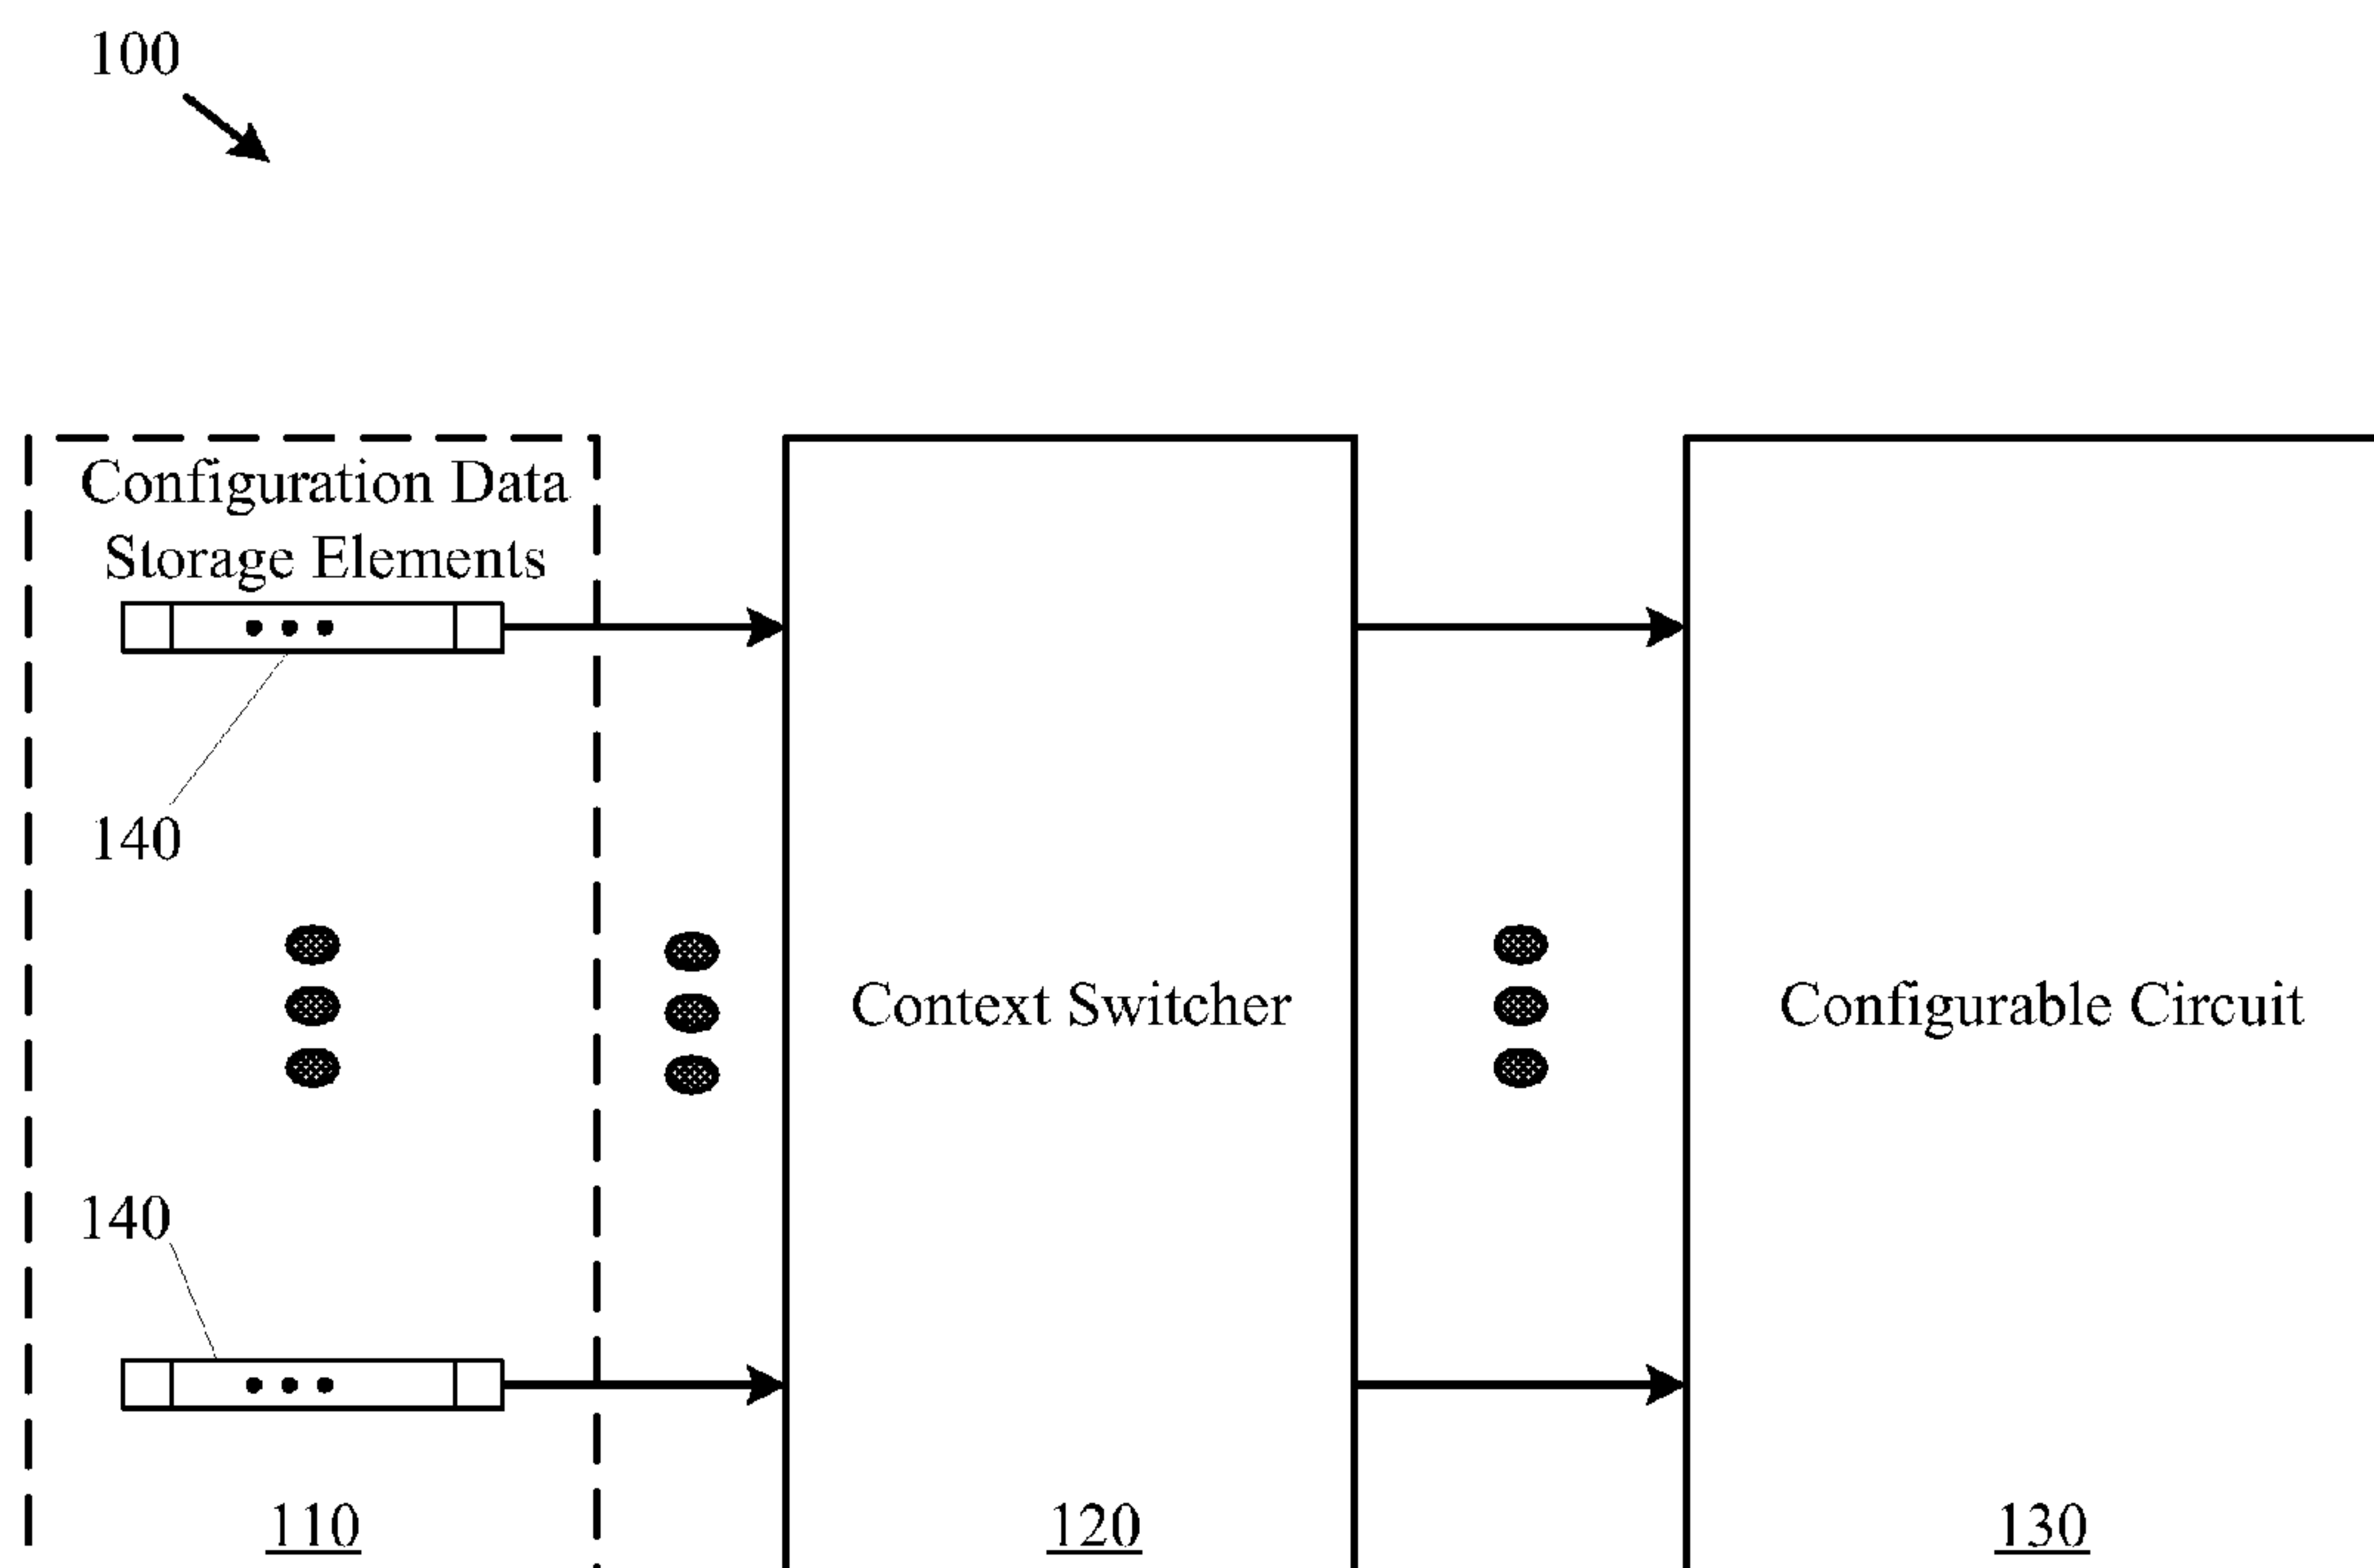 100
Configuration Data
Storage Elements
140
Context Switcher
Configurable Circuit
140
110
120
130